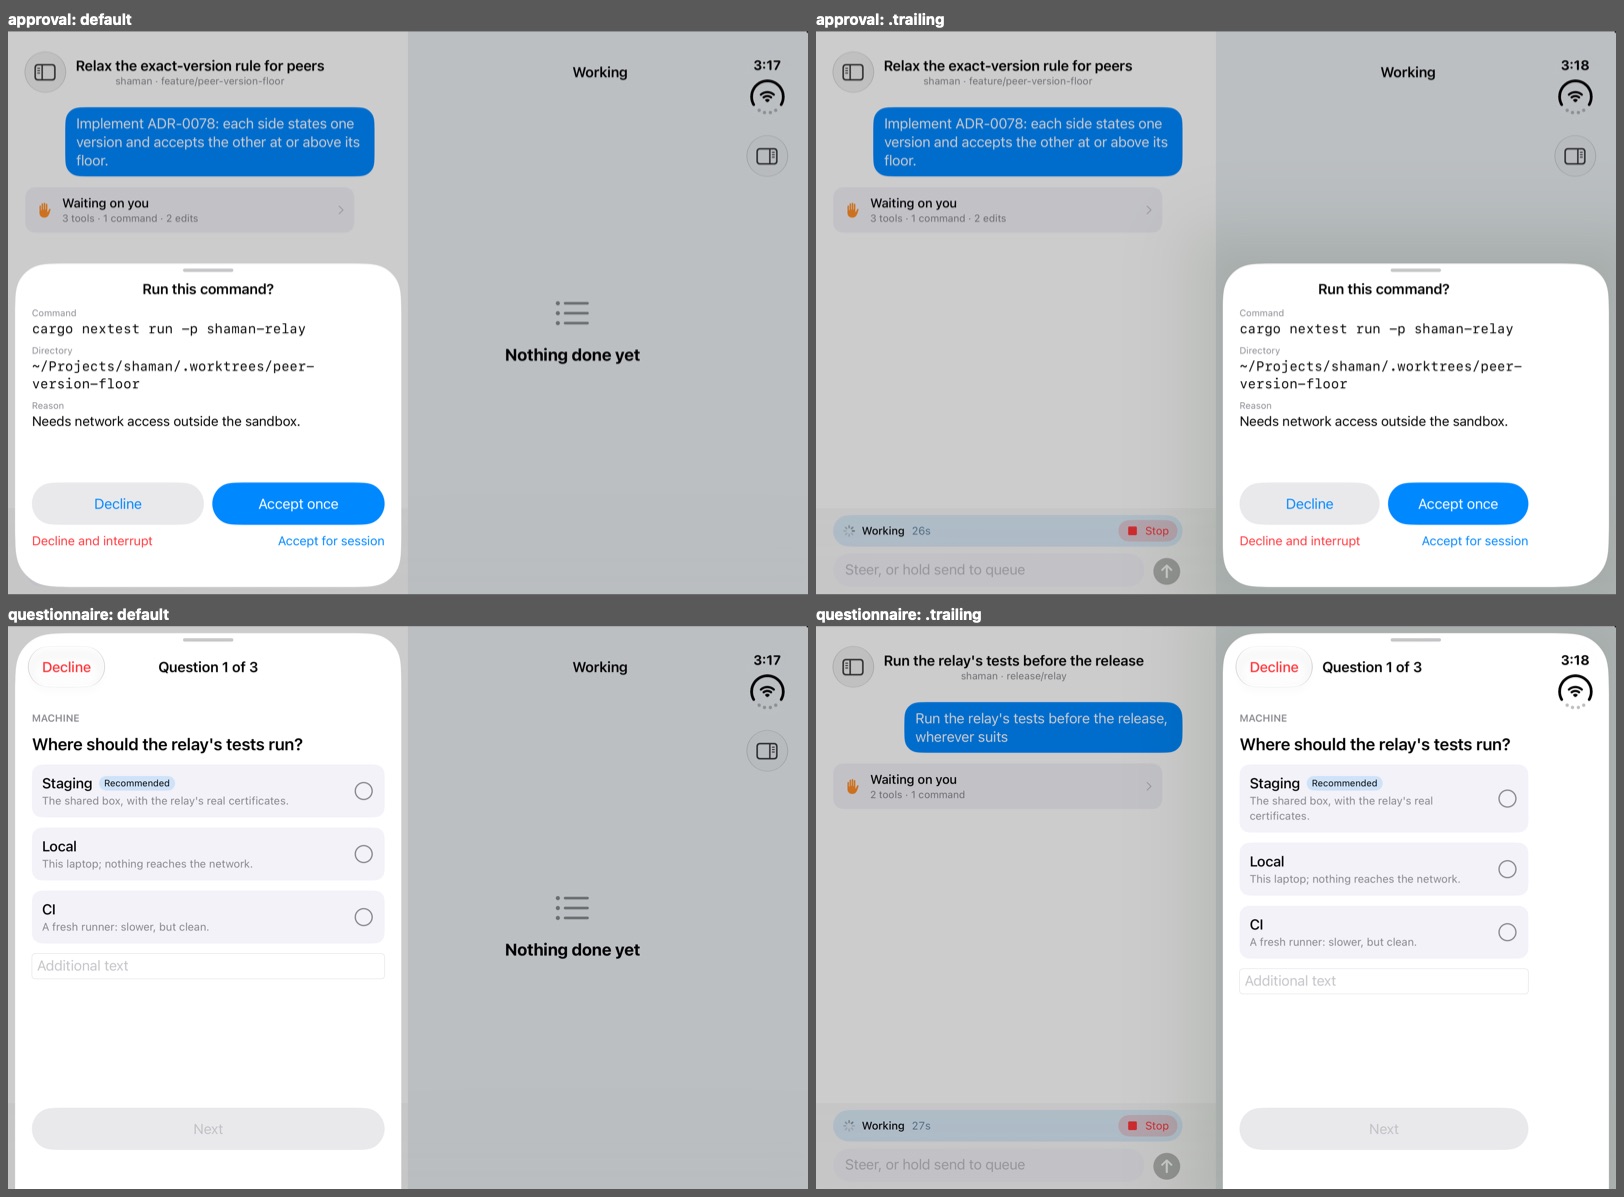 approval: default
Relax the exact-version rule for peers
shaman · feature/peer-version-floor
Working
3:17
Implement ADR-0078: each side states one
version and accepts the other at or above its
floor.
Waiting on you
3 tools · 1 command · 2 edits
Run this command?
Command
cargo nextest run -p shaman-relay
Directory
~/Projects/shaman/.worktrees/peer-
version-floor
Reason
Needs network access outside the sandbox.
Decline
Accept once
Decline and interrupt
Accept for session
Nothing done yet
approval: .trailing
Relax the exact-version rule for peers
shaman · feature/peer-version-floor
Working
3:18
Implement ADR-0078: each side states one
version and accepts the other at or above its
floor.
Waiting on you
3 tools · 1 command · 2 edits
Working 26s
Stop
Steer, or hold send to queue
Run this command?
Command
cargo nextest run -p shaman-relay
Directory
~/Projects/shaman/.worktrees/peer-
version-floor
Reason
Needs network access outside the sandbox.
Decline
Accept once
Decline and interrupt
Accept for session
questionnaire: default
Decline
Question 1 of 3
MACHINE
Where should the relay's tests run?
Staging Recommended
The shared box, with the relay's real certificates.
Local
This laptop; nothing reaches the network.
CI
A fresh runner: slower, but clean.
Additional text
Next
Working
3:17
Nothing done yet
questionnaire: .trailing
Run the relay's tests before the release
shaman · release/relay
Run the relay's tests before the release,
wherever suits
Waiting on you
2 tools · 1 command
Working 27s
Stop
Steer, or hold send to queue
Decline
Question 1 of 3
3:18
MACHINE
Where should the relay's tests run?
Staging Recommended
The shared box, with the relay's real
certificates.
Local
This laptop; nothing reaches the network.
CI
A fresh runner: slower, but clean.
Additional text
Next